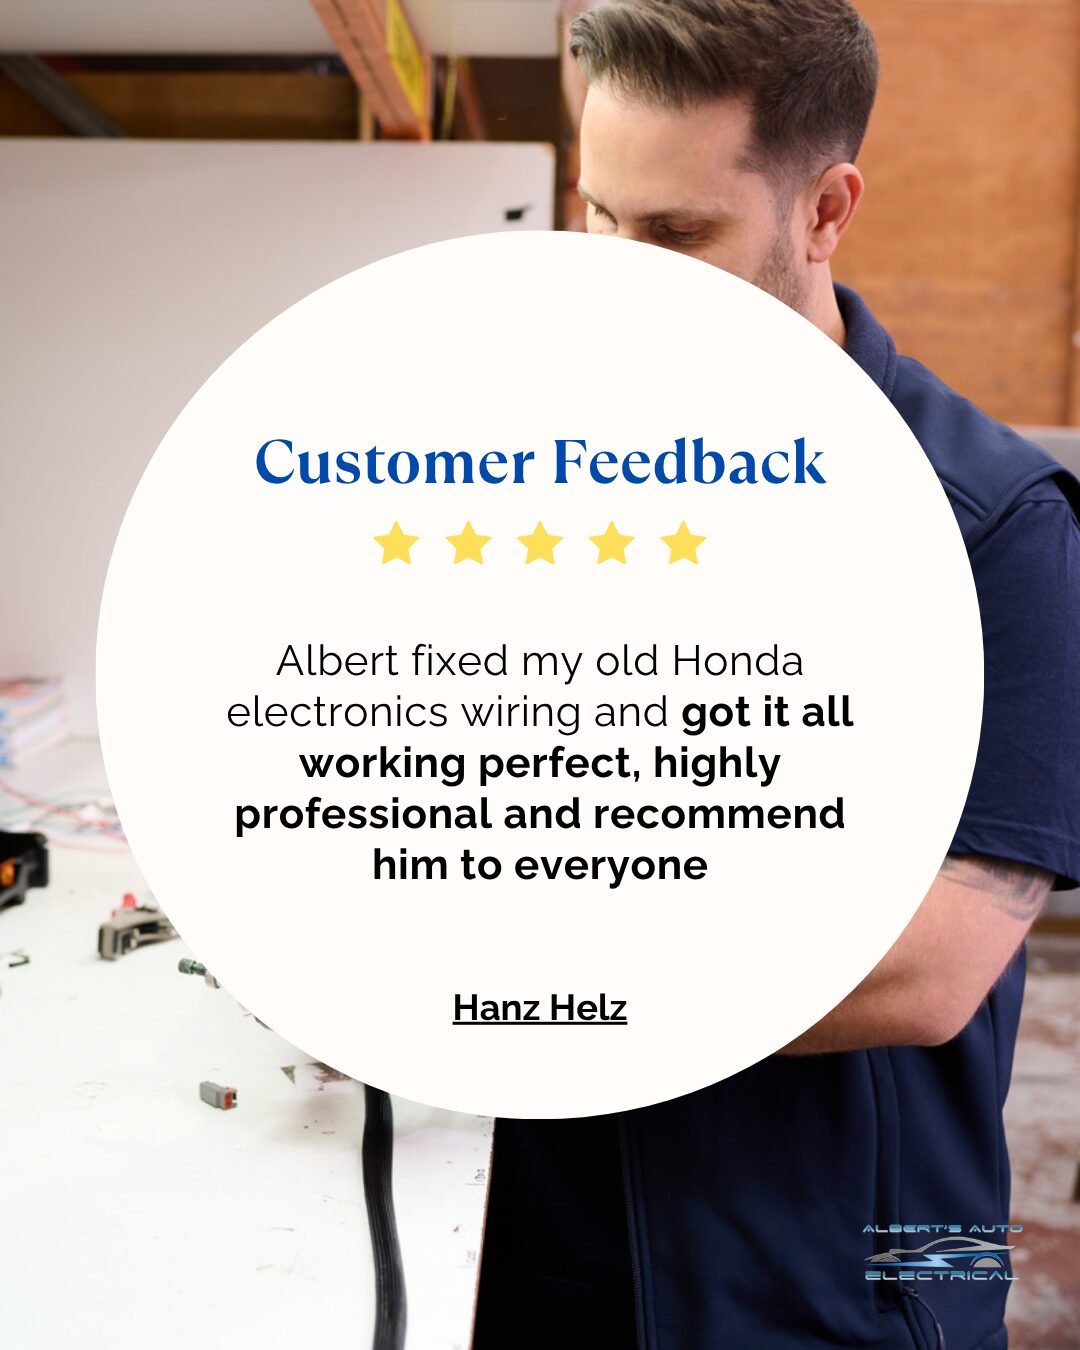 Customer Feedback
Albert fixed my old Honda
electronics wiring and got it all
working perfect, highly
professional and recommend
him to everyone
Hanz Helz
ALBERT'S AUTO
ELECTRICAL